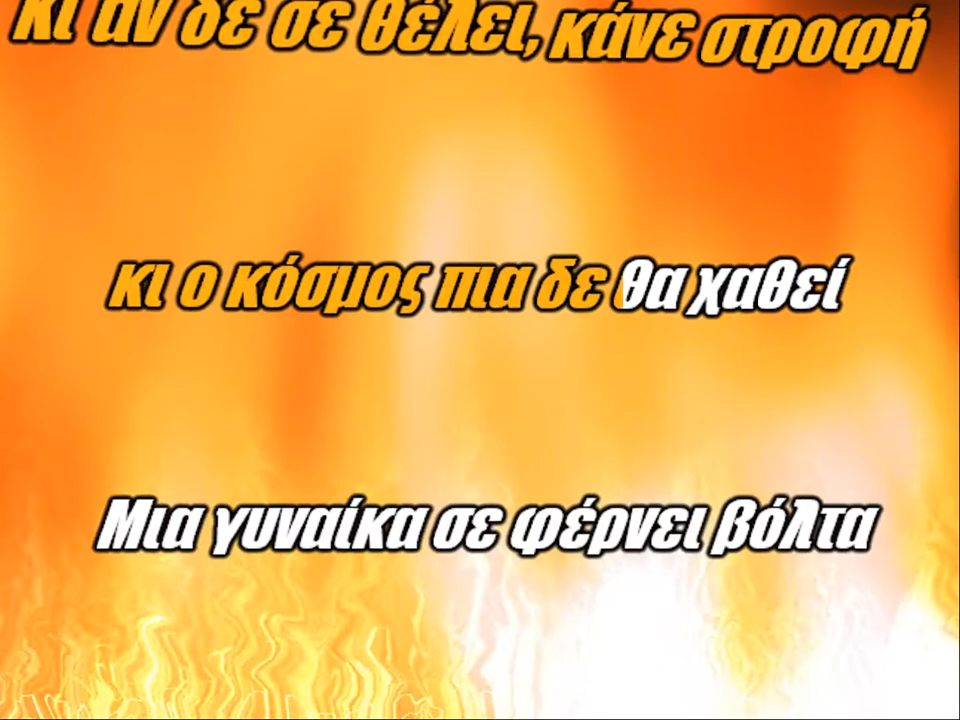 κι αν δε σε θέλει, κάνε στροφή
κι ο κόσμος πια δε θα χαθεί
Μια γυναίκα σε φέρνει βόλτα